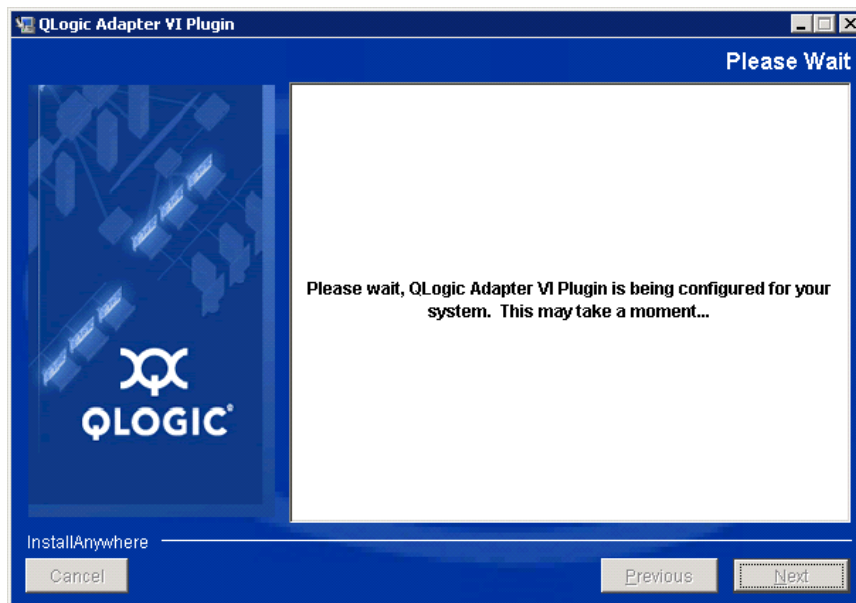 QLogic Adapter VI Plugin
Please Wait
Please wait, QLogic Adapter VI Plugin is being configured for your
system. This may take a moment...
QLOGIC
InstallAnywhere
Cancel
Previous
Next